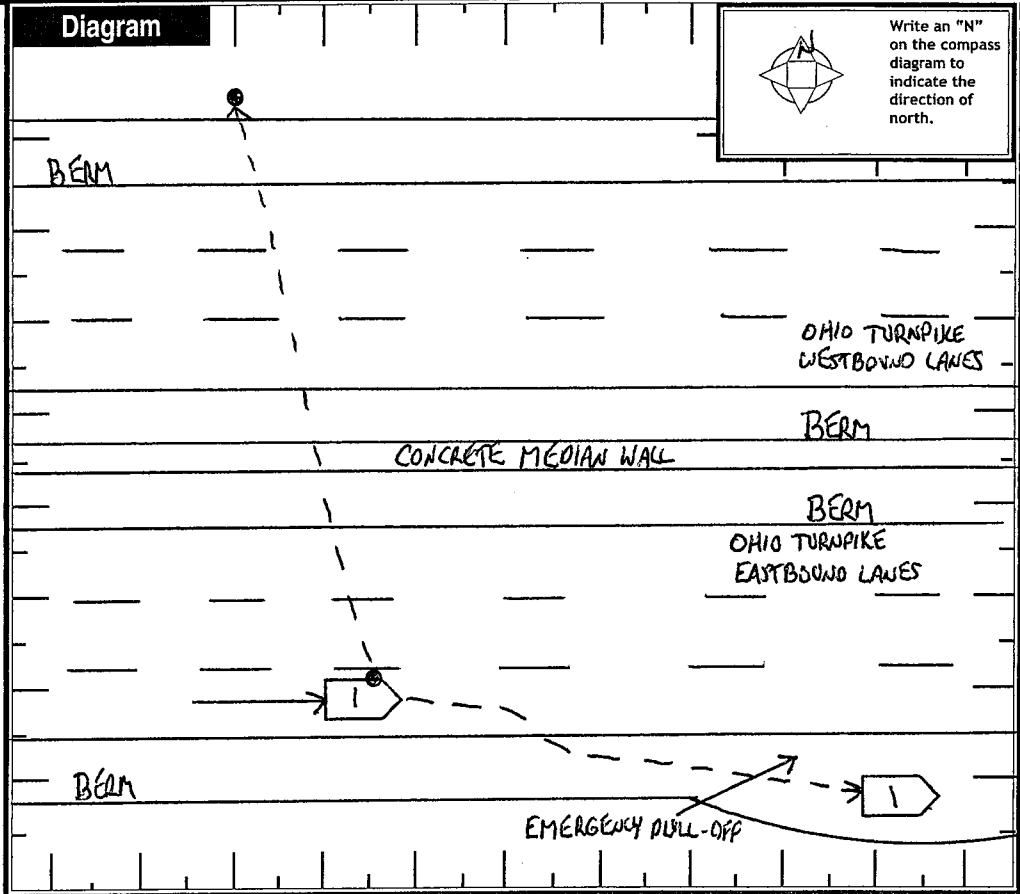 Diagram
N
Write an "N"
on the compass
diagram to
indicate the
direction of
north.
BERM
OHIO TURNPIKE
WESTBOUND LANES
BERM
CONCRETE MEDIAN WALL
BERM
OHIO TURNPIKE
EASTBOUND LANES
1
BERM
1
EMERGENCY PULL-OFF